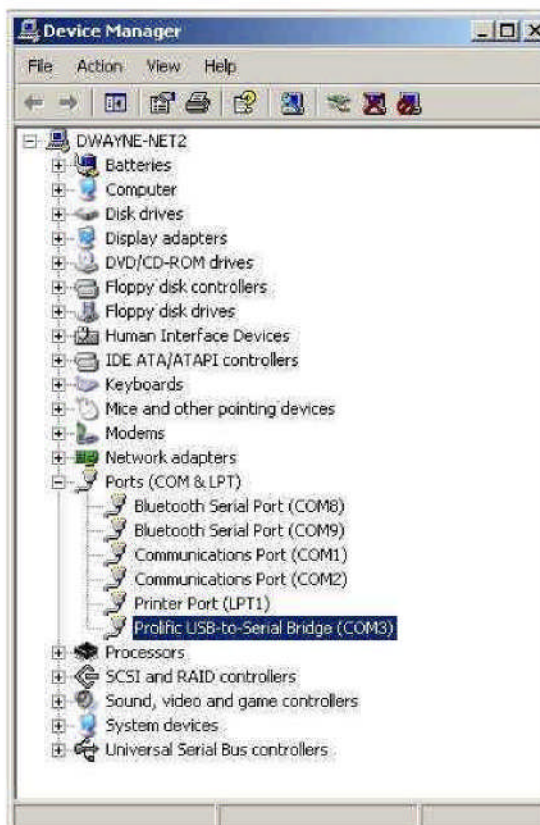 Device Manager
File Action View Help
DWAYNE-NET2
Batteries
Computer
Disk drives
Display adapters
DVD/CD-ROM drives
Floppy disk controllers
Floppy disk drives
Human Interface Devices
IDE ATA/ATAPI controllers
Keyboards
Mice and other pointing devices
Modems
Network adapters
Ports (COM & LPT)
Bluetooth Serial Port (COM8)
Bluetooth Serial Port (COM9)
Communications Port (COM1)
Communications Port (COM2)
Printer Port (LPT1)
Prolific USB-to-Serial Bridge (COM3)
Processors
SCSI and RAID controllers
Sound, video and game controllers
System devices
Universal Serial Bus controllers